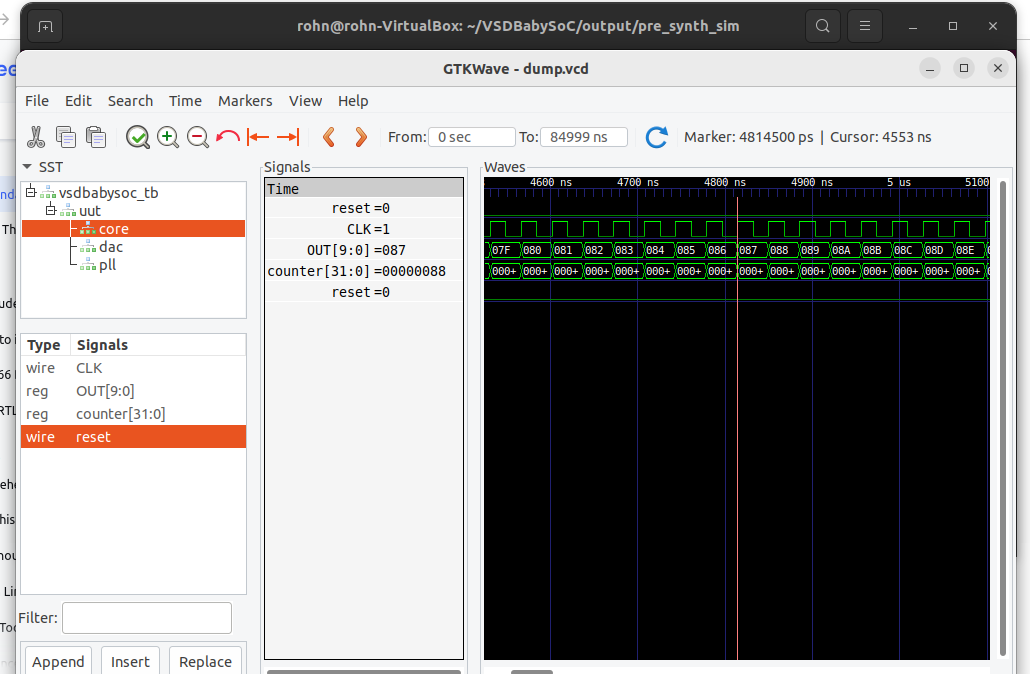 rohn@rohn-VirtualBox: ~/VSDBabySoC/output/pre_synth_sim
GTKWave - dump.vcd
File Edit Search Time Markers View Help
From: 0 sec To: 84999 ns Marker: 4814500 ps | Cursor: 4553 ns
SST
vsdbabysoc_tb
uut
core
dac
pll
Type Signals
wire CLK
reg OUT[9:0]
reg counter[31:0]
wire reset
Filter:
Append Insert Replace
Signals
Time
reset =0
CLK =1
OUT[9:0] =087
counter[31:0] =00000088
reset =0
Waves
4600 ns 4700 ns 4800 ns 4900 ns 5 us 5100
07F 080 081 082 083 084 085 086 087 088 089 08A 08B 08C 08D 08E
000+ 000+ 000+ 000+ 000+ 000+ 000+ 000+ 000+ 000+ 000+ 000+ 000+ 000+ 000+ 000+